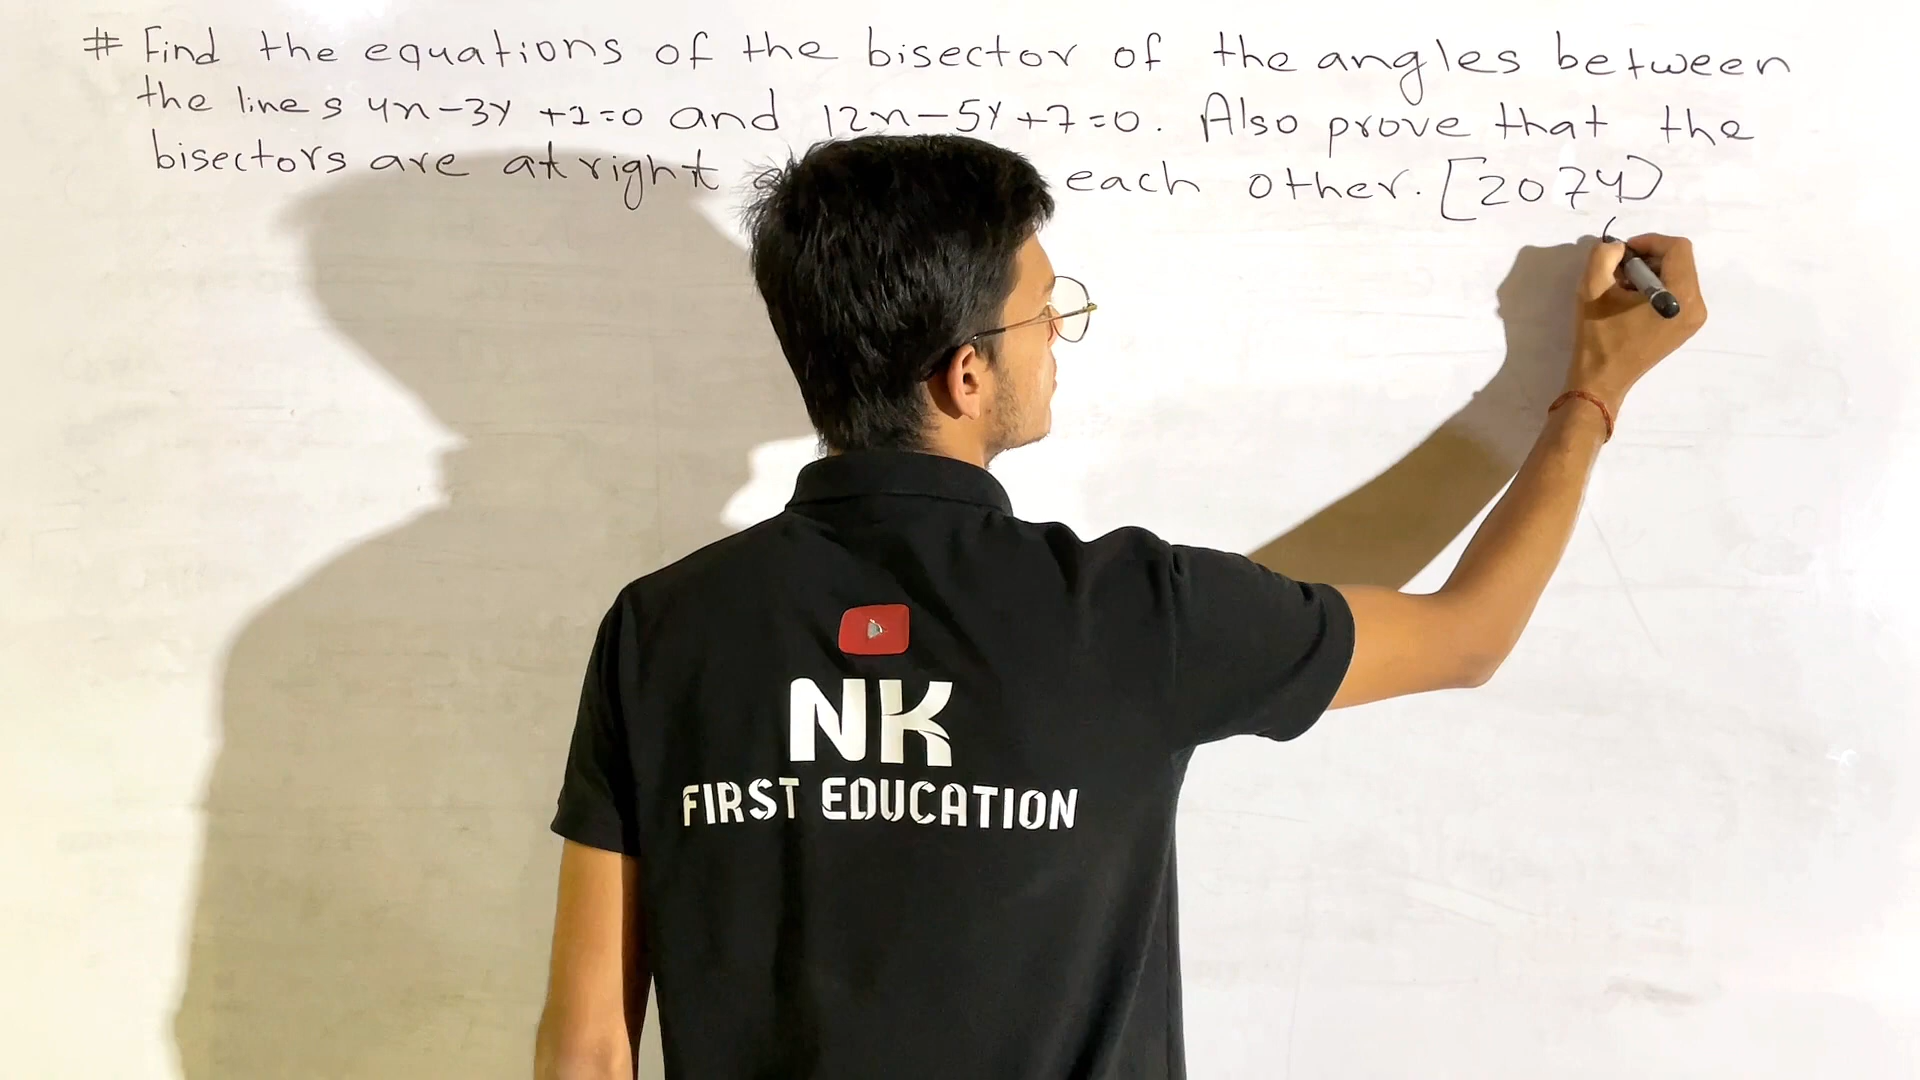 # Find the equations of the bisector of the angles between
the lines 4x-3y +1=0 and 12x-5y+7=0. Also prove that the
bisectors are at right each other. [2074]
NK
FIRST EDUCATION